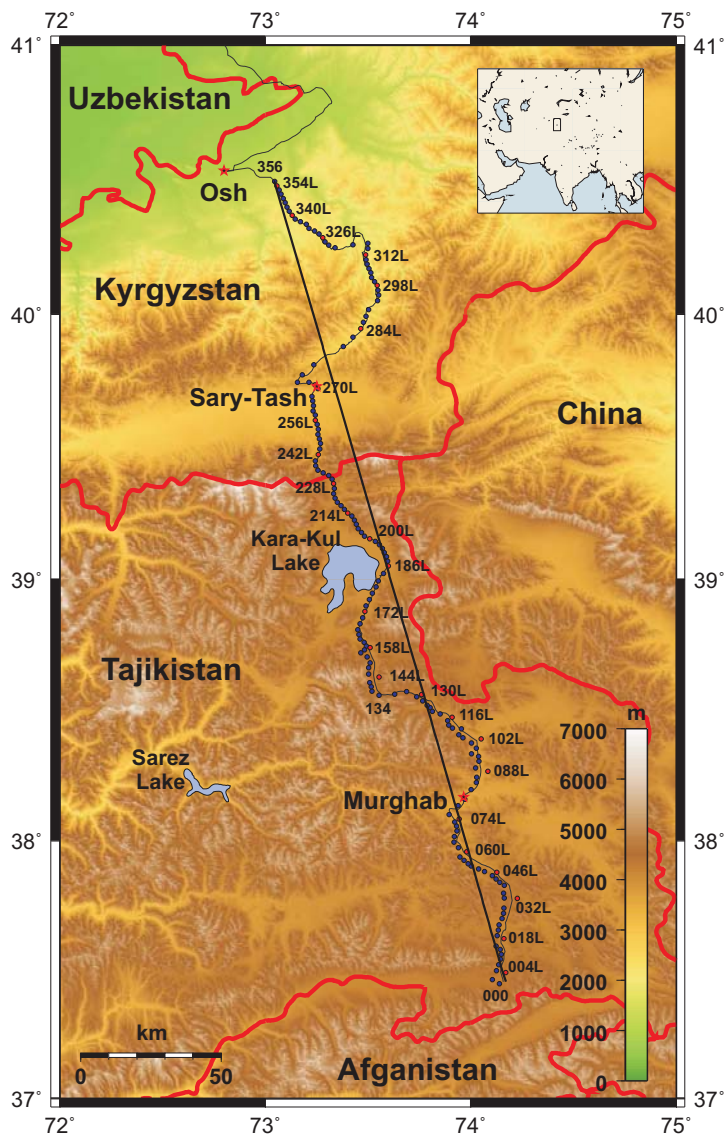 72° 73° 74° 75°
41° 41°
Uzbekistan
356
Osh
354L
340L
326L
312L
Kyrgyzstan
298L
40° 40°
284L
Sary-Tash
270L
China
256L
242L
228L
214L
Kara-Kul
Lake
200L
186L
39° 39°
172L
158L
Tajikistan
144L
130L
134
116L
m
102L
7000
Sarez
Lake
088L
6000
Murghab
074L
5000
38° 38°
060L
046L
4000
032L
018L
3000
004L
000
2000
km
1000
0 50
Afganistan
0
37° 37°
72° 73° 74° 75°